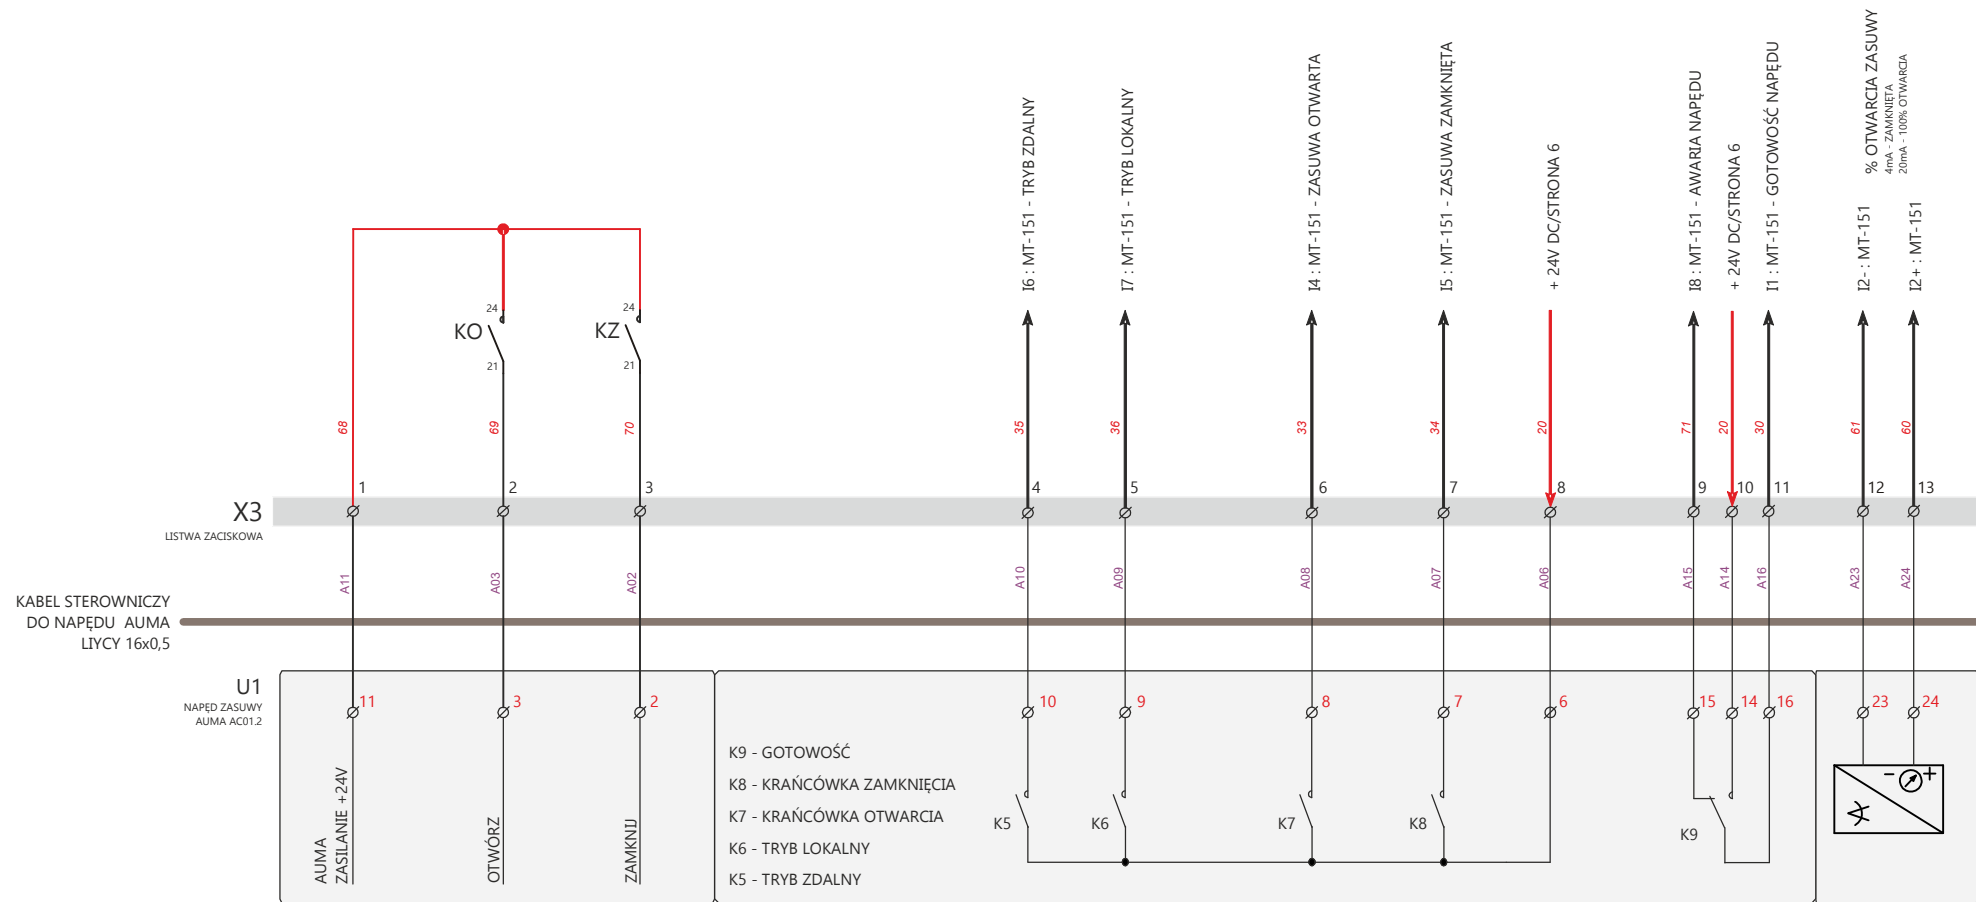 I6 : MT-151 - TRYB ZDALNY
I7 : MT-151 - TRYB LOKALNY
I4 : MT-151 - ZASUWA OTWARTA
I5 : MT-151 - ZASUWA ZAMKNIĘTA
+ 24V DC/STRONA 6
I8 : MT-151 - AWARIA NAPĘDU
+ 24V DC/STRONA 6
I1 : MT-151 - GOTOWOŚĆ NAPĘDU
I2- : MT-151
% OTWARCIA ZASUWY
4mA - ZAMKNIĘTA
20mA - 100% OTWARCIA
I2+ : MT-151
24
KO
21
24
KZ
21
68
69
70
35
36
33
34
20
71
20
30
61
60
1
2
3
4
5
6
7
8
9
10
11
12
13
X3
LISTWA ZACISKOWA
A11
A03
A02
A10
A09
A08
A07
A06
A15
A14
A16
A23
A24
KABEL STEROWNICZY
DO NAPĘDU AUMA
LIYCY 16x0,5
U1
NAPĘD ZASUWY
AUMA AC01.2
11
3
2
10
9
8
7
6
15
14
16
23
24
AUMA
ZASILANIE +24V
OTWÓRZ
ZAMKNIJ
K9 - GOTOWOŚĆ
K8 - KRAŃCÓWKA ZAMKNIĘCIA
K7 - KRAŃCÓWKA OTWARCIA
K6 - TRYB LOKALNY
K5 - TRYB ZDALNY
K5
K6
K7
K8
K9
- +